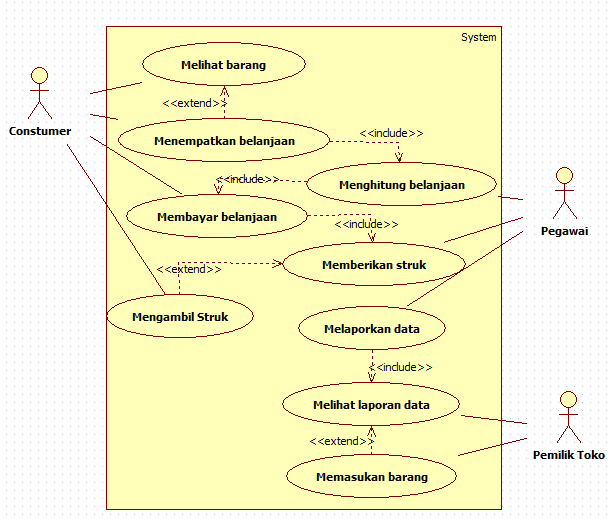 System
Melihat barang
<<extend>>
Constumer
Menempatkan belanjaan
<<include>>
Menghitung belanjaan
<<include>>
Membayar belanjaan
<<include>>
Pegawai
Memberikan struk
<<extend>>
Mengambil Struk
Melaporkan data
<<include>>
Melihat laporan data
<<extend>>
Pemilik Toko
Memasukan barang